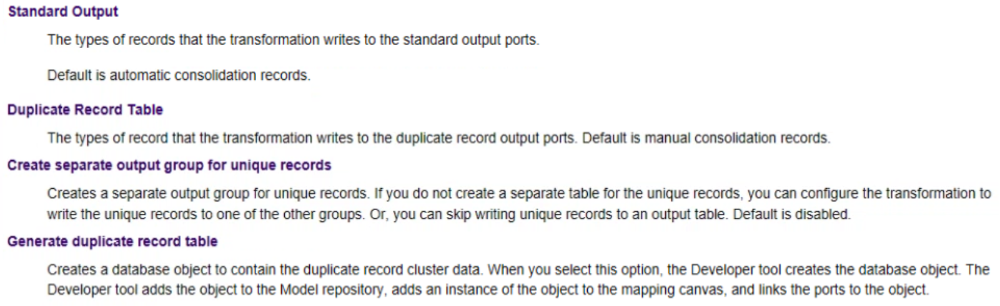 Standard Output
The types of records that the transformation writes to the standard output ports.
Default is automatic consolidation records.
Duplicate Record Table
The types of record that the transformation writes to the duplicate record output ports. Default is manual consolidation records.
Create separate output group for unique records
Creates a separate output group for unique records. If you do not create a separate table for the unique records, you can configure the transformation to
write the unique records to one of the other groups. Or, you can skip writing unique records to an output table. Default is disabled.
Generate duplicate record table
Creates a database object to contain the duplicate record cluster data. When you select this option, the Developer tool creates the database object. The
Developer tool adds the object to the Model repository, adds an instance of the object to the mapping canvas, and links the ports to the object.